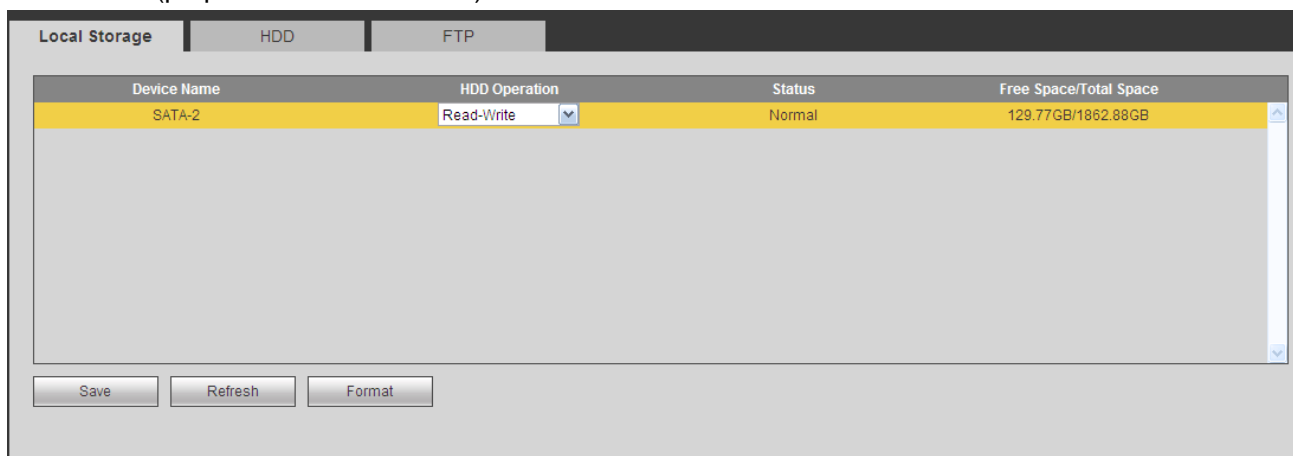 Local Storage HDD FTP
Device Name HDD Operation Status Free Space/Total Space
SATA-2 Read-Write Normal 129.77GB/1862.88GB
Save Refresh Format